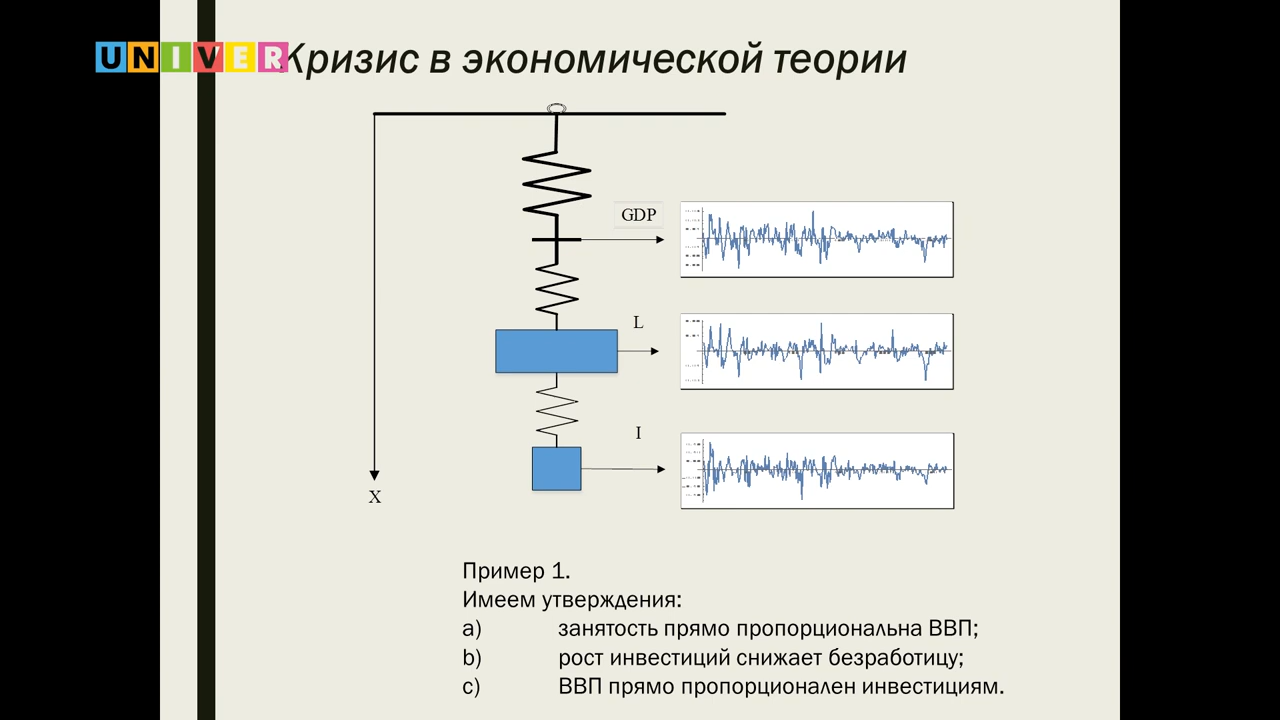 UNIVER
Кризис в экономической теории
GDP
L
I
X
Пример 1.
Имеем утверждения:
a) занятость прямо пропорциональна ВВП;
b) рост инвестиций снижает безработицу;
c) ВВП прямо пропорционален инвестициям.